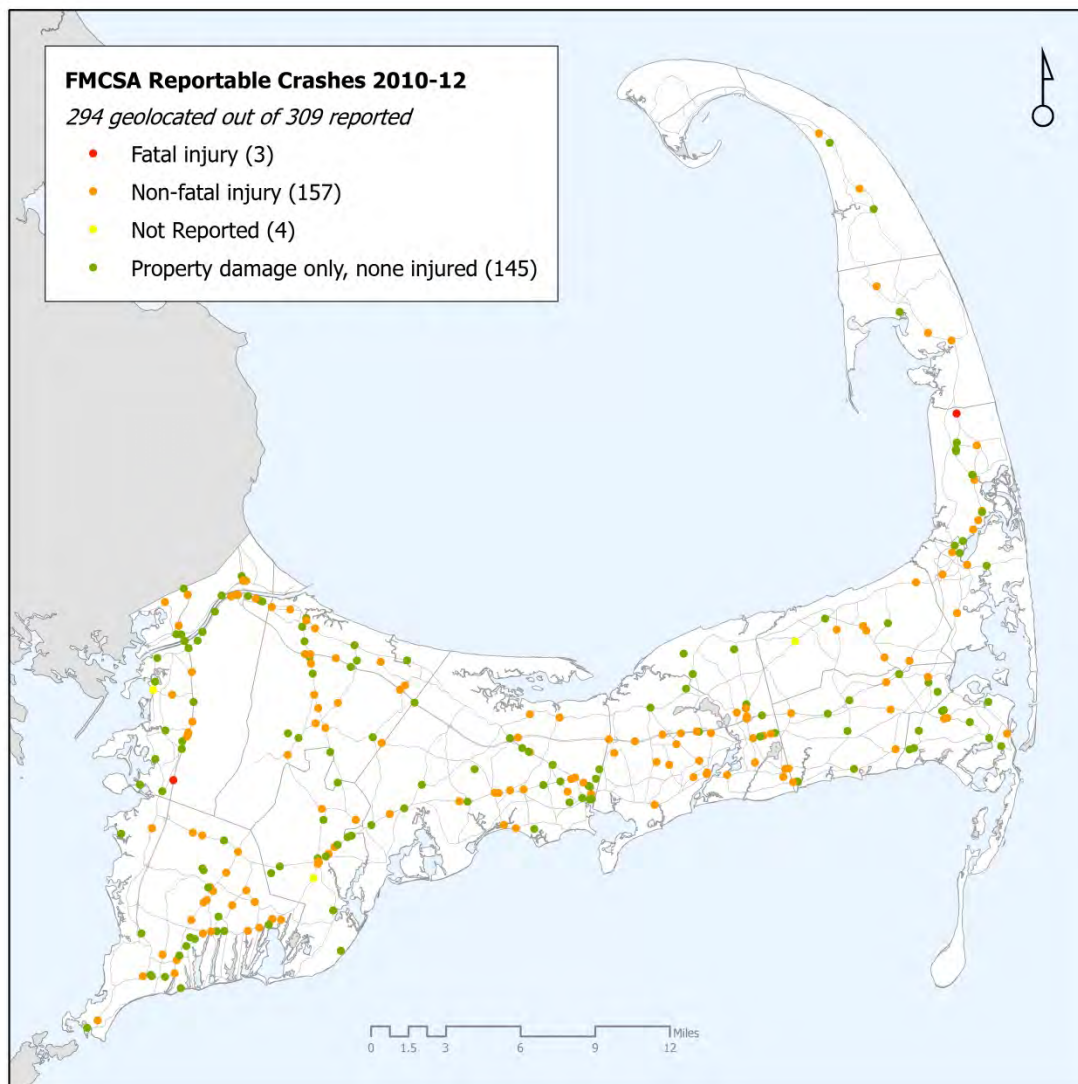 FMCSA Reportable Crashes 2010-12
294 geolocated out of 309 reported
Fatal injury (3)
Non-fatal injury (157)
Not Reported (4)
Property damage only, none injured (145)
Miles
0 1.5 3 6 9 12